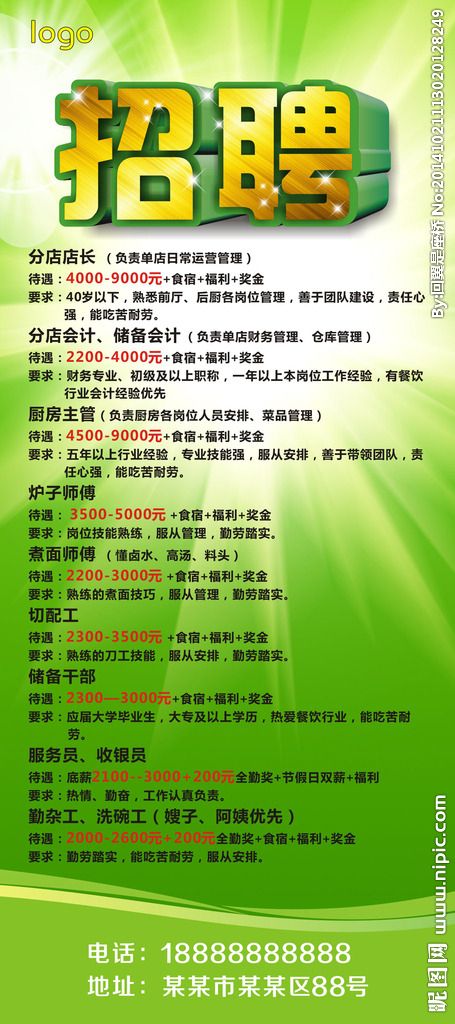 logo
招聘
分店店长（负责单店日常运营管理）
待遇：4000-9000元+食宿+福利+奖金
要求：40岁以下，熟悉前厅、后厨各岗位管理，善于团队建设，责任心
强，能吃苦耐劳。
分店会计、储备会计（负责单店财务管理、仓库管理）
待遇：2200-4000元+食宿+福利+奖金
要求：财务专业、初级及以上职称，一年以上本岗位工作经验，有餐饮
行业会计经验优先
厨房主管（负责厨房各岗位人员安排、菜品管理）
待遇：4500-9000元+食宿+福利+奖金
要求：五年以上行业经验，专业技能强，服从安排，善于带领团队，责
任心强，能吃苦耐劳。
炉子师傅
待遇：3500-5000元 +食宿+福利+奖金
要求：岗位技能熟练，服从管理，勤劳踏实。
煮面师傅（懂卤水、高汤、料头）
待遇：2200-3000元 +食宿+福利+奖金
要求：熟练的煮面技巧，服从管理，勤劳踏实。
切配工
待遇：2300-3500元 +食宿+福利+奖金
要求：熟练的刀工技能，服从安排，勤劳踏实。
储备干部
待遇：2300—3000元+食宿+福利+奖金
要求：应届大学毕业生，大专及以上学历，热爱餐饮行业，能吃苦耐
劳。
服务员、收银员
待遇：底薪2100--3000+200元全勤奖+节假日双薪+福利
要求：热情、勤奋，工作认真负责。
勤杂工、洗碗工（嫂子、阿姨优先）
待遇：2000-2600元+200元全勤奖+食宿+福利+奖金
要求：勤劳踏实，能吃苦耐劳，服从安排。
电话：18888888888
地址：某某市某某区88号
By:回眸是座桥 No:20141021113020128249
昵图网 www.nipic.com